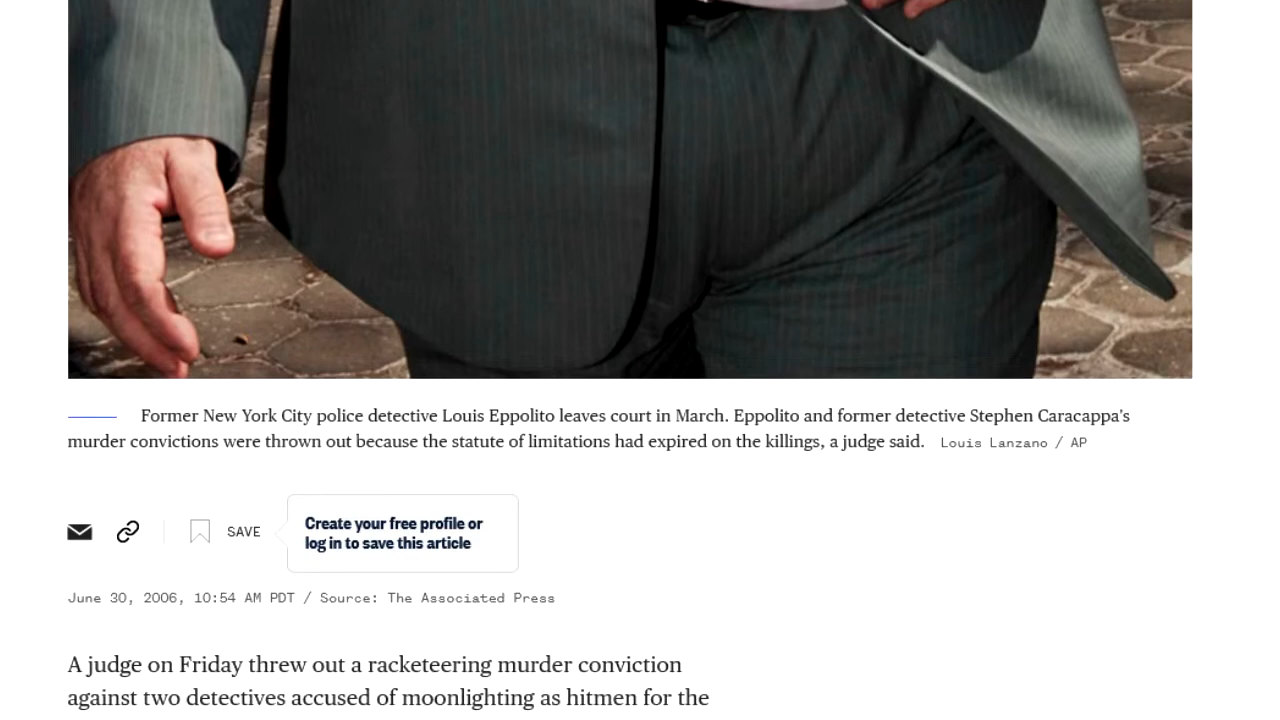 Former New York City police detective Louis Eppolito leaves court in March. Eppolito and former detective Stephen Caracappa's
murder convictions were thrown out because the statute of limitations had expired on the killings, a judge said. Louis Lanzano / AP
SAVE
Create your free profile or
log in to save this article
June 30, 2006, 10:54 AM PDT / Source: The Associated Press
A judge on Friday threw out a racketeering murder conviction
against two detectives accused of moonlighting as hitmen for the